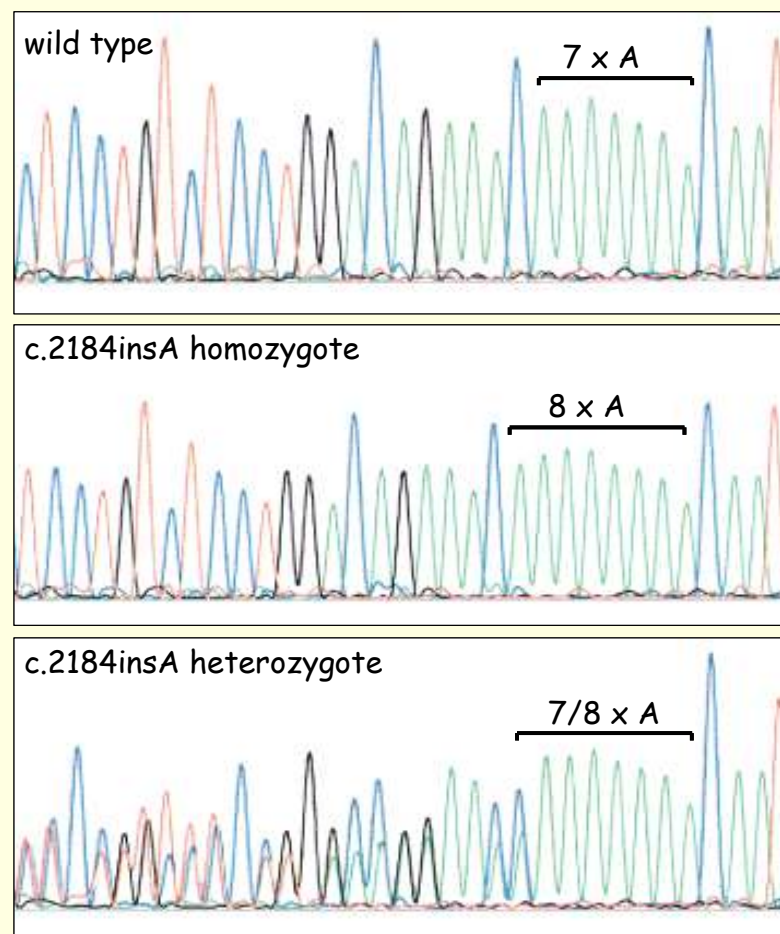 wild type
7 x A
c.2184insA homozygote
8 x A
c.2184insA heterozygote
7/8 x A